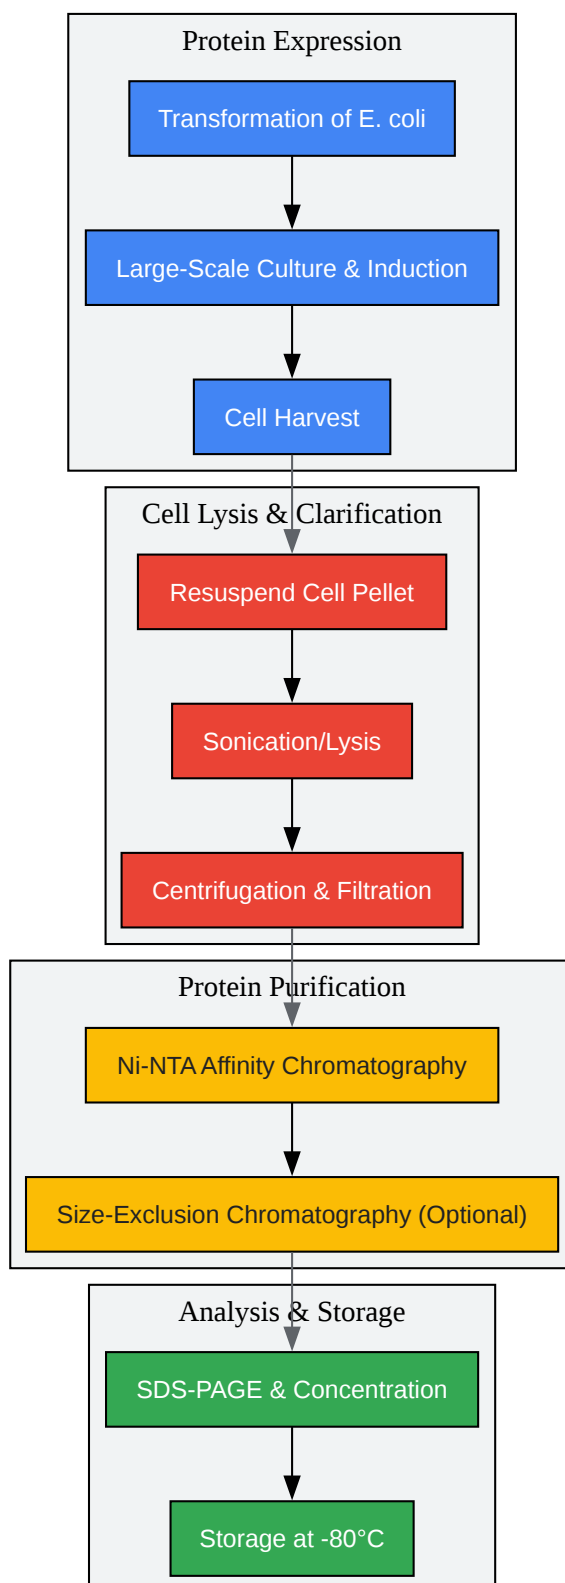 Protein Expression
Transformation of E. coli
Large-Scale Culture & Induction
Cell Harvest
Cell Lysis & Clarification
Resuspend Cell Pellet
Sonication/Lysis
Centrifugation & Filtration
Protein Purification
Ni-NTA Affinity Chromatography
Size-Exclusion Chromatography (Optional)
Analysis & Storage
SDS-PAGE & Concentration
Storage at -80°C